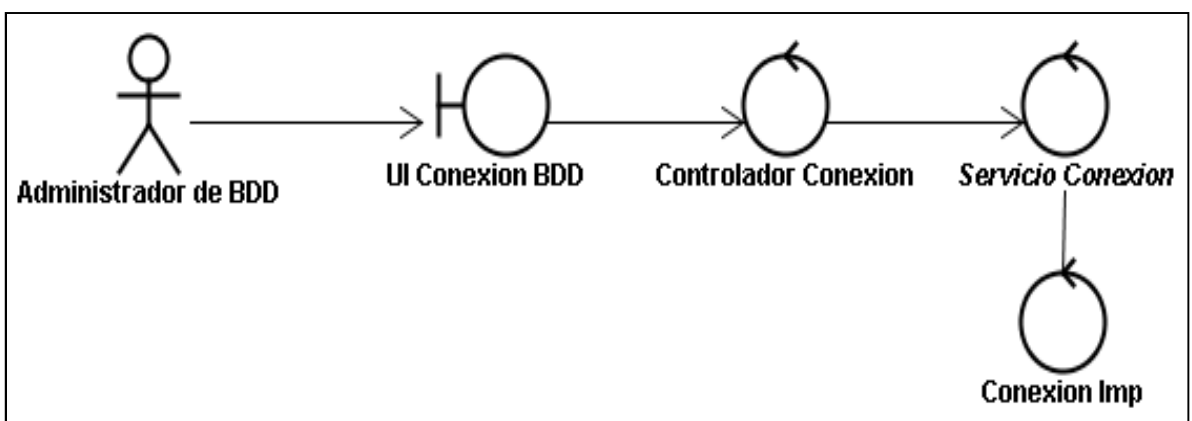 Administrador de BDD
UI Conexion BDD
Controlador Conexion
Servicio Conexion
Conexion Imp